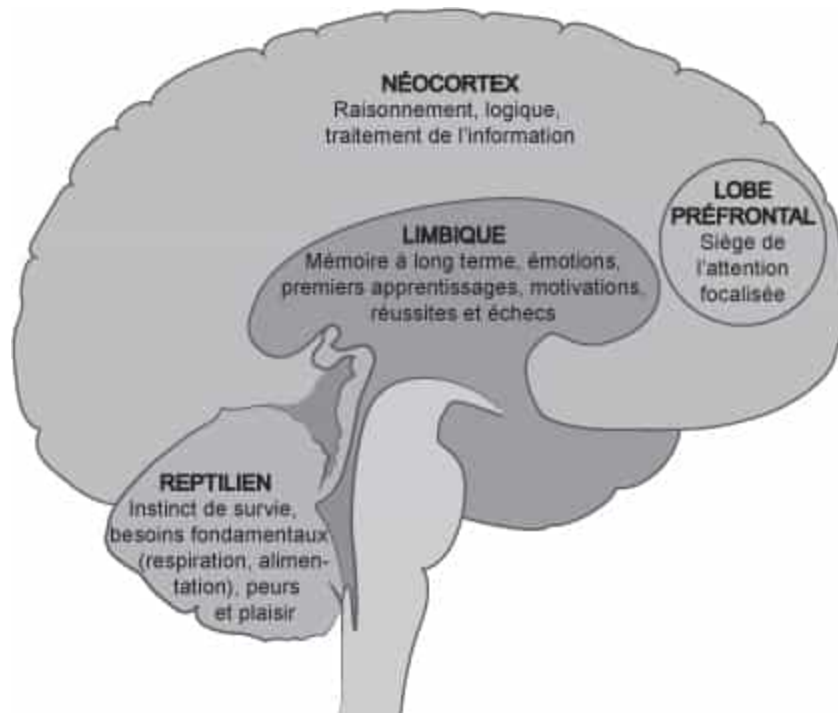 NÉOCORTEX
Raisonnement, logique,
traitement de l'information
LOBE
PRÉFRONTAL
Siège de
l'attention
focalisée
LIMBIQUE
Mémoire à long terme, émotions,
premiers apprentissages, motivations,
réussites et échecs
REPTILIEN
Instinct de survie,
besoins fondamentaux
(respiration, alimen-
tation), peurs
et plaisir